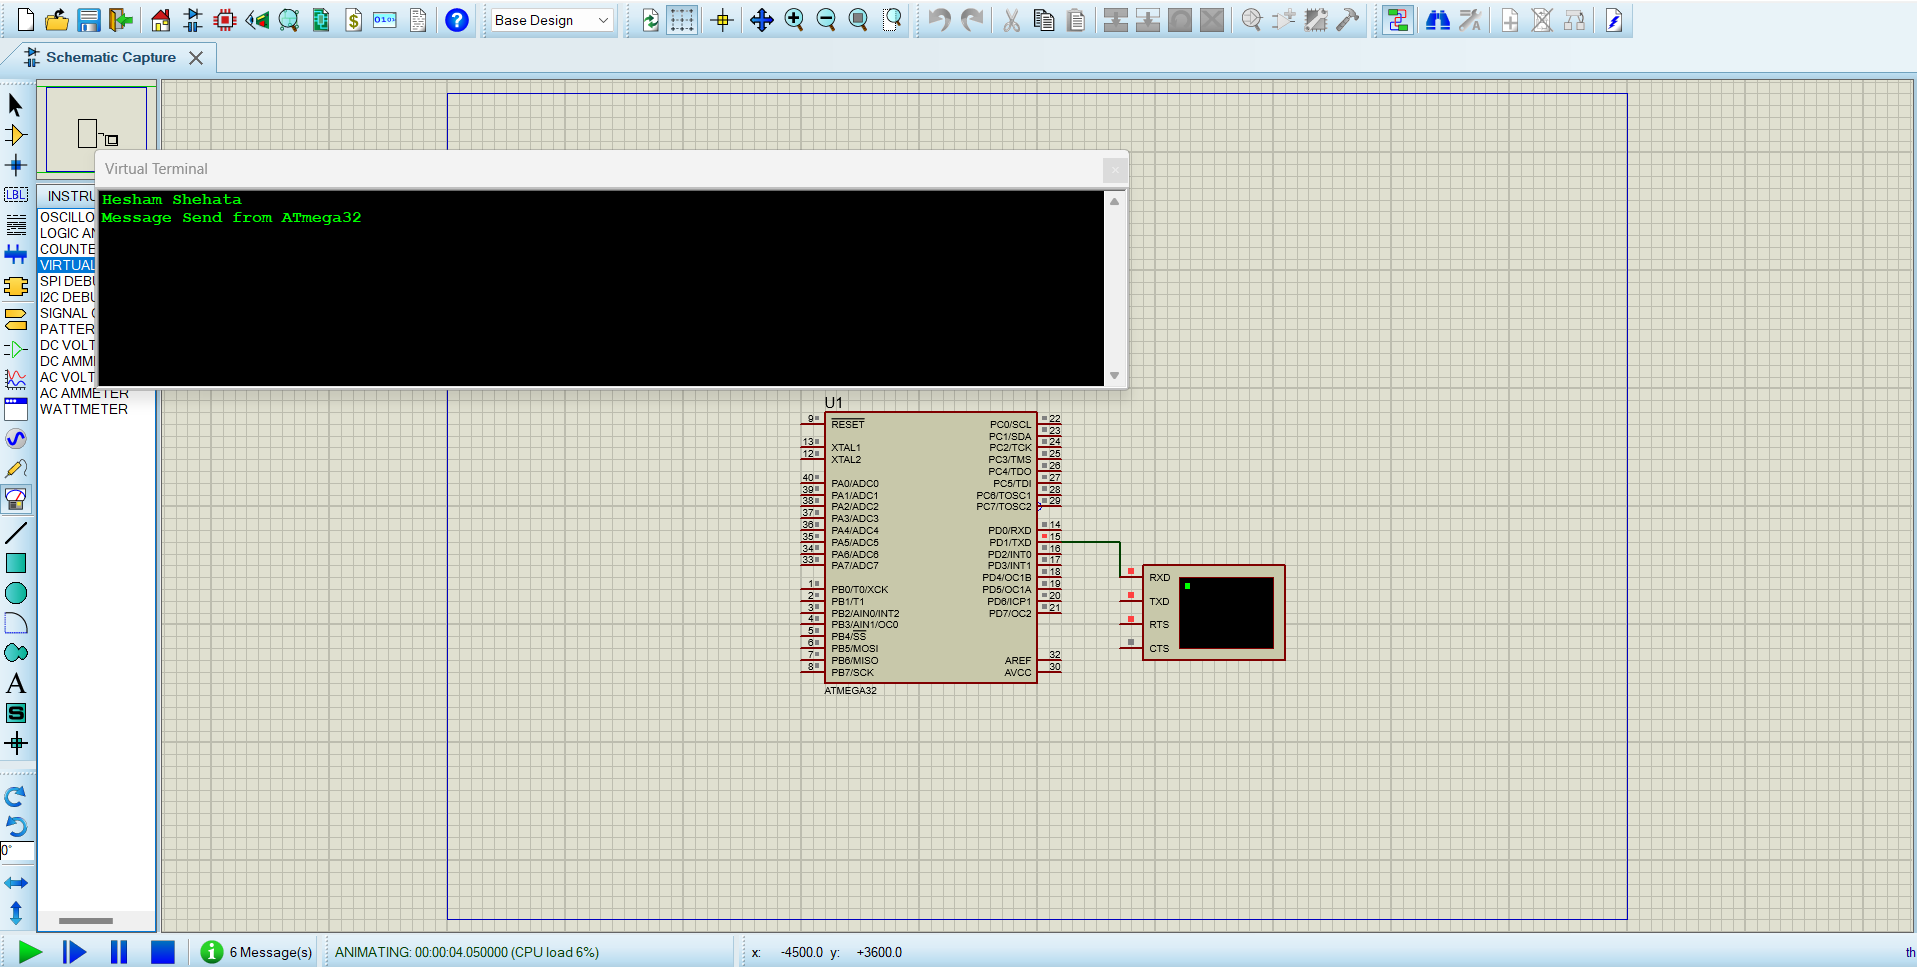 Base Design
Schematic Capture
Virtual Terminal
Hesham Shehata
Message Send from ATmega32
INSTRU
OSCILLO
LOGIC AN
COUNTE
VIRTUAL
SPI DEBU
I2C DEBU
SIGNAL G
PATTER
DC VOLT
DC AMM
AC VOLT
AC AMMETER
WATTMETER
LBL
A
S
0°
U1
9 RESET
13 XTAL1
12 XTAL2
40 PA0/ADC0
39 PA1/ADC1
38 PA2/ADC2
37 PA3/ADC3
36 PA4/ADC4
35 PA5/ADC5
34 PA6/ADC6
33 PA7/ADC7
1 PB0/T0/XCK
2 PB1/T1
3 PB2/AIN0/INT2
4 PB3/AIN1/OC0
5 PB4/SS
6 PB5/MOSI
7 PB6/MISO
8 PB7/SCK
PC0/SCL 22
PC1/SDA 23
PC2/TCK 24
PC3/TMS 25
PC4/TDO 26
PC5/TDI 27
PC6/TOSC1 28
PC7/TOSC2 29
PD0/RXD 14
PD1/TXD 15
PD2/INT0 16
PD3/INT1 17
PD4/OC1B 18
PD5/OC1A 19
PD6/ICP1 20
PD7/OC2 21
AREF 32
AVCC 30
ATMEGA32
RXD
TXD
RTS
CTS
6 Message(s)
ANIMATING: 00:00:04.050000 (CPU load 6%)
x: -4500.0 y: +3600.0
th